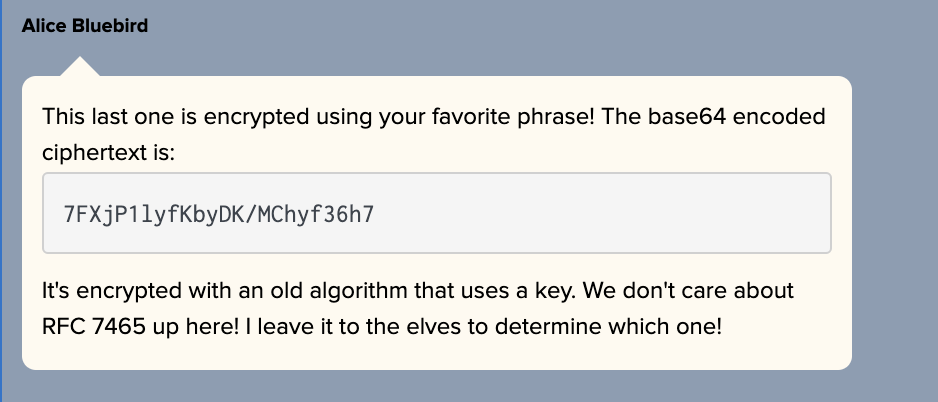 Alice Bluebird
This last one is encrypted using your favorite phrase! The base64 encoded
ciphertext is:
7FXjP1lyfKbyDK/MChyf36h7
It's encrypted with an old algorithm that uses a key. We don't care about
RFC 7465 up here! I leave it to the elves to determine which one!